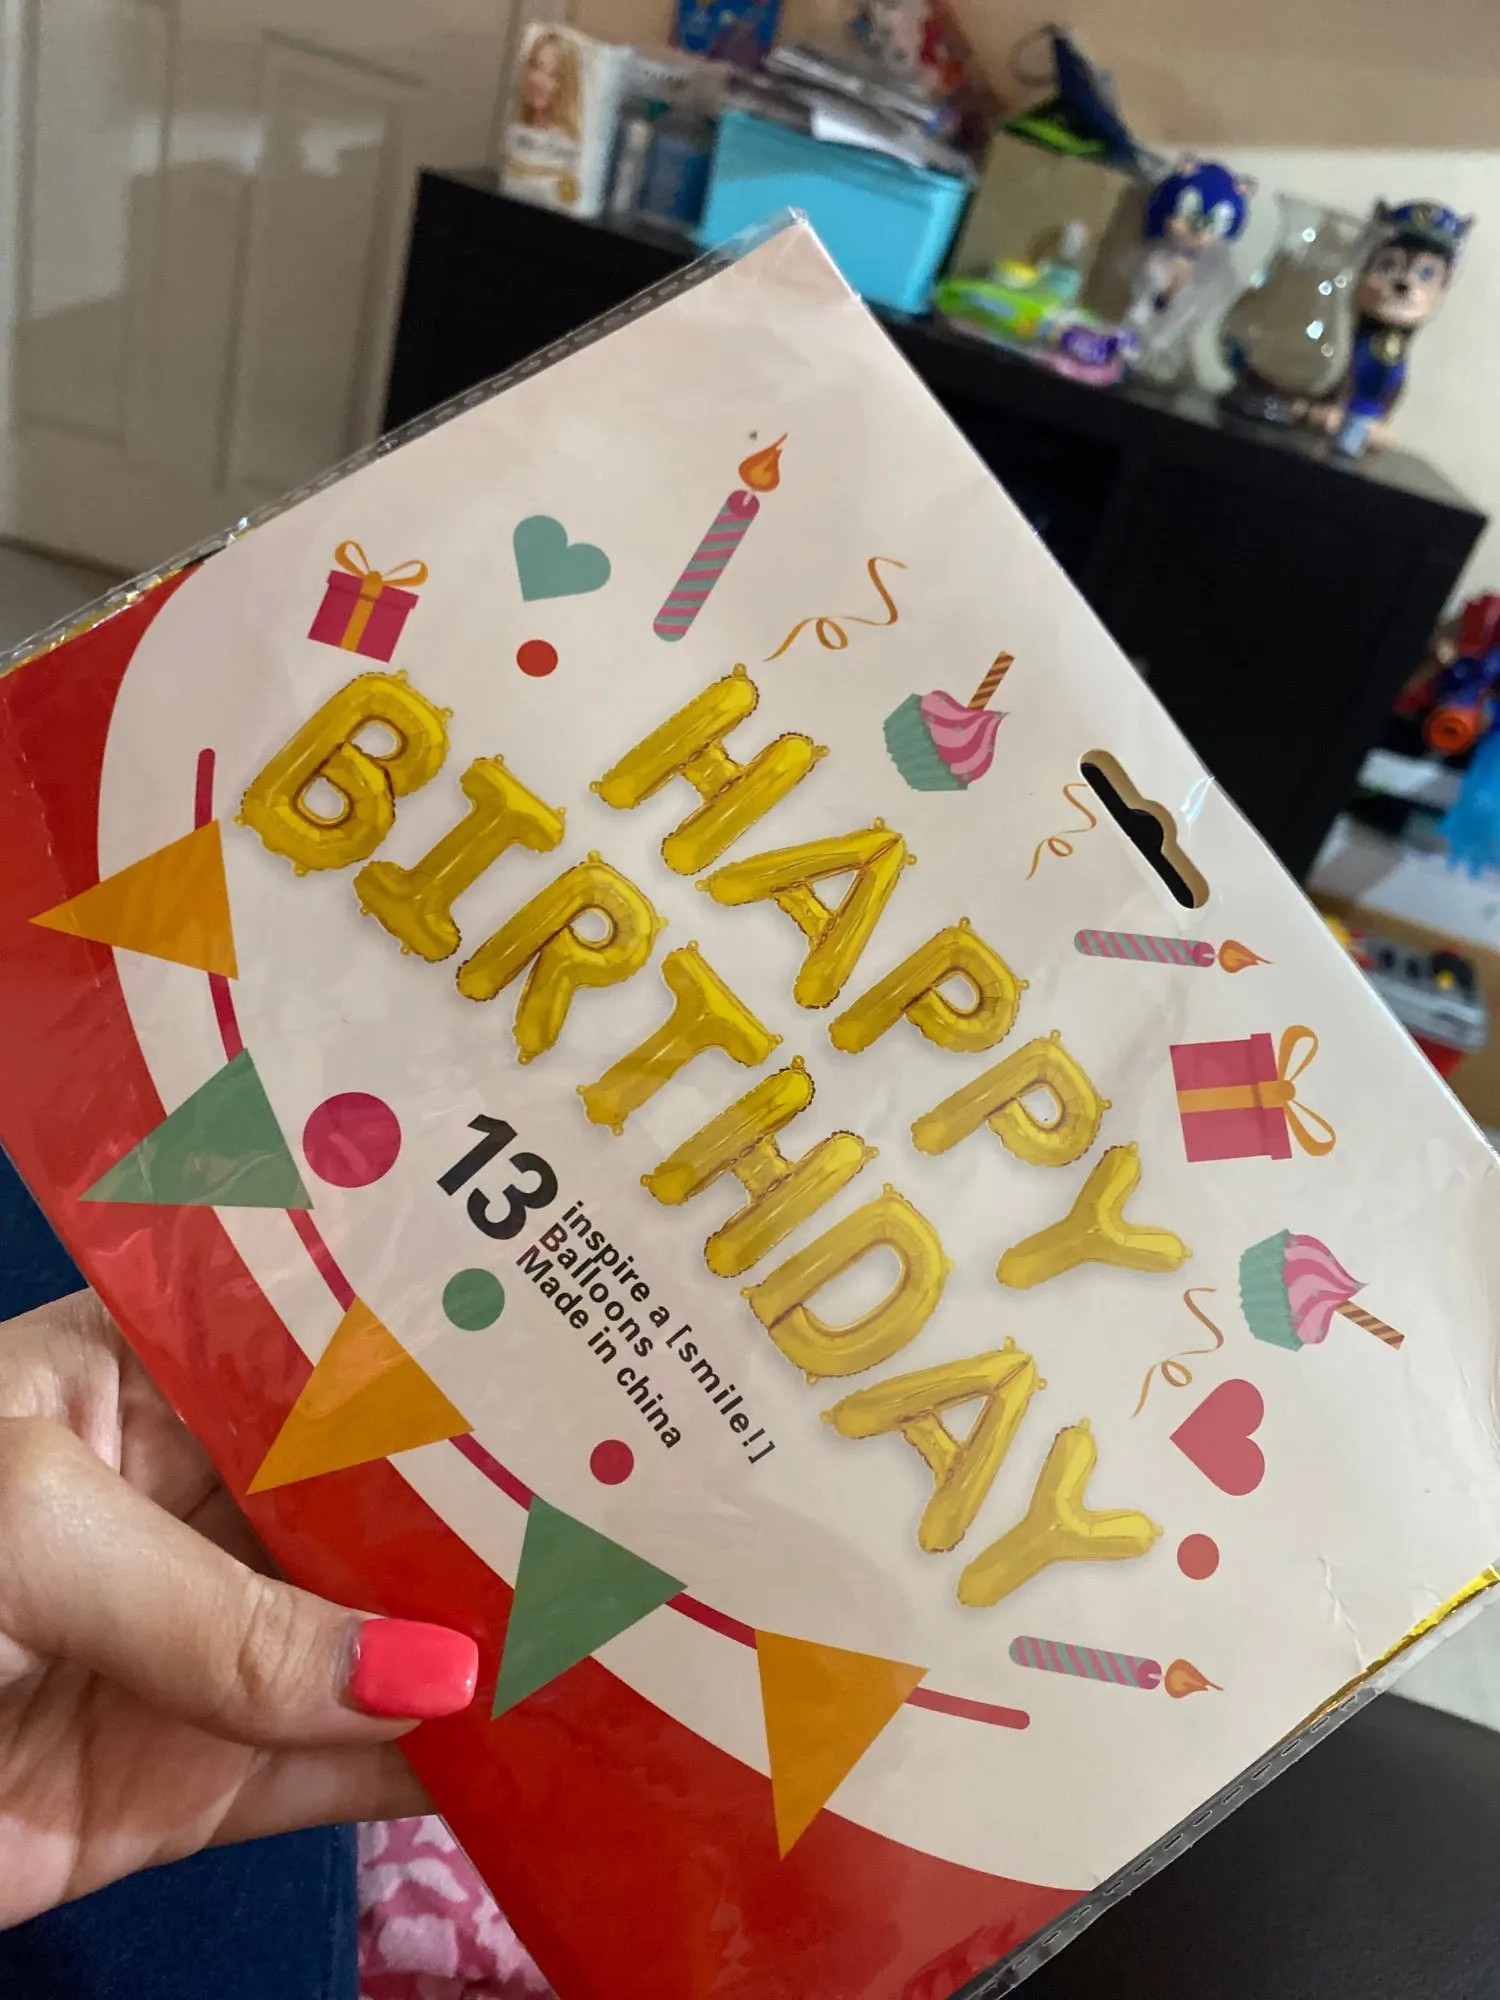 HAPPY
BIRTHDAY
13
inspire a [smile!]
Balloons
Made in china